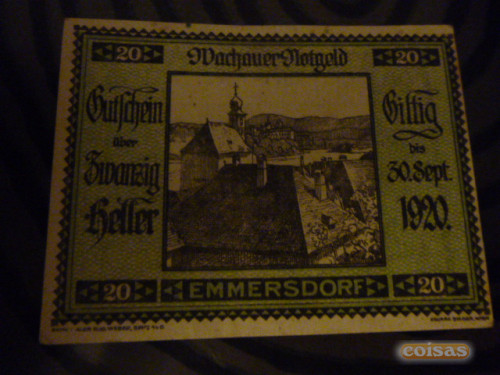 20 Wachauer Notgeld 20
Gutschein
über
Zwanzig
Heller
Giltig
bis
30. Sept.
1920.
20 EMMERSDORF 20
coisas